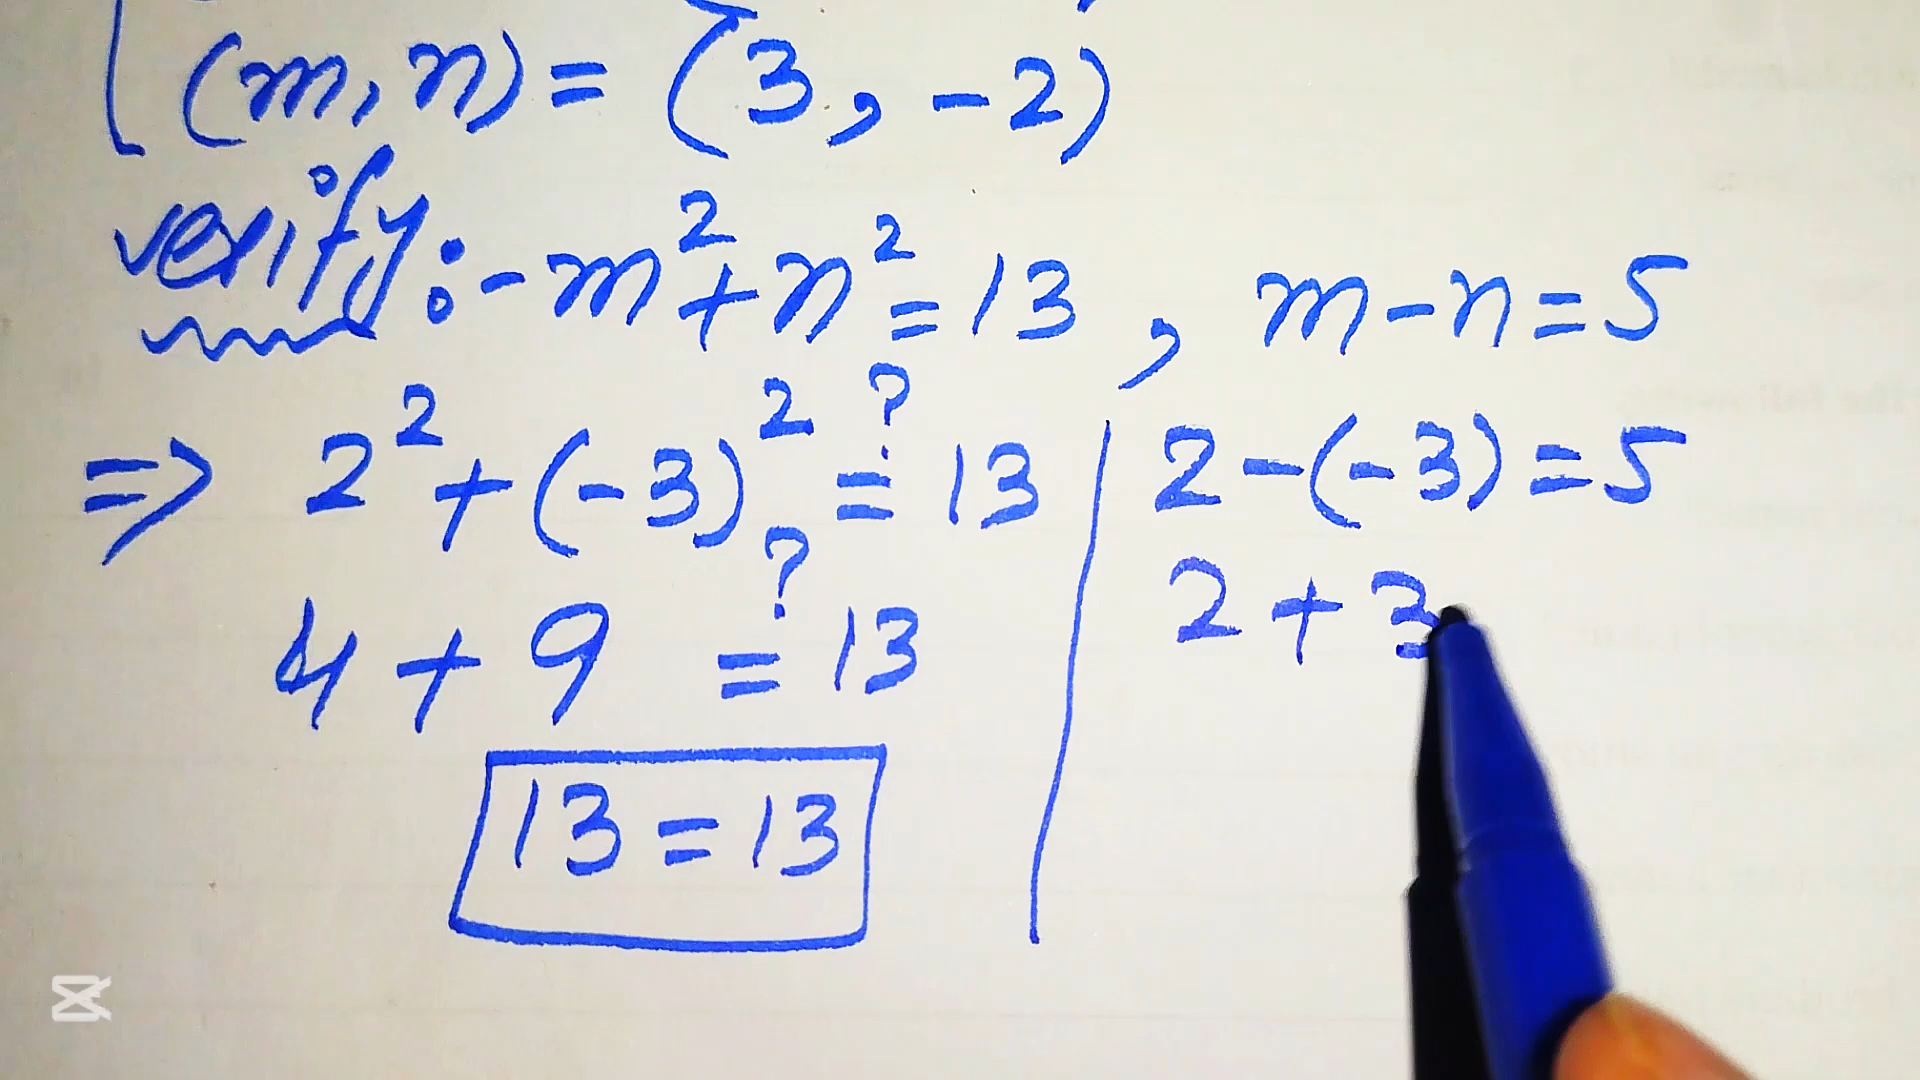 (m, n) = (3, -2)
verify:- m² + n² = 13 , m - n = 5
⇒ 2² + (-3)² ≟ 13 | 2 - (-3) = 5
4 + 9 ≟ 13 | 2 + 3
13 = 13